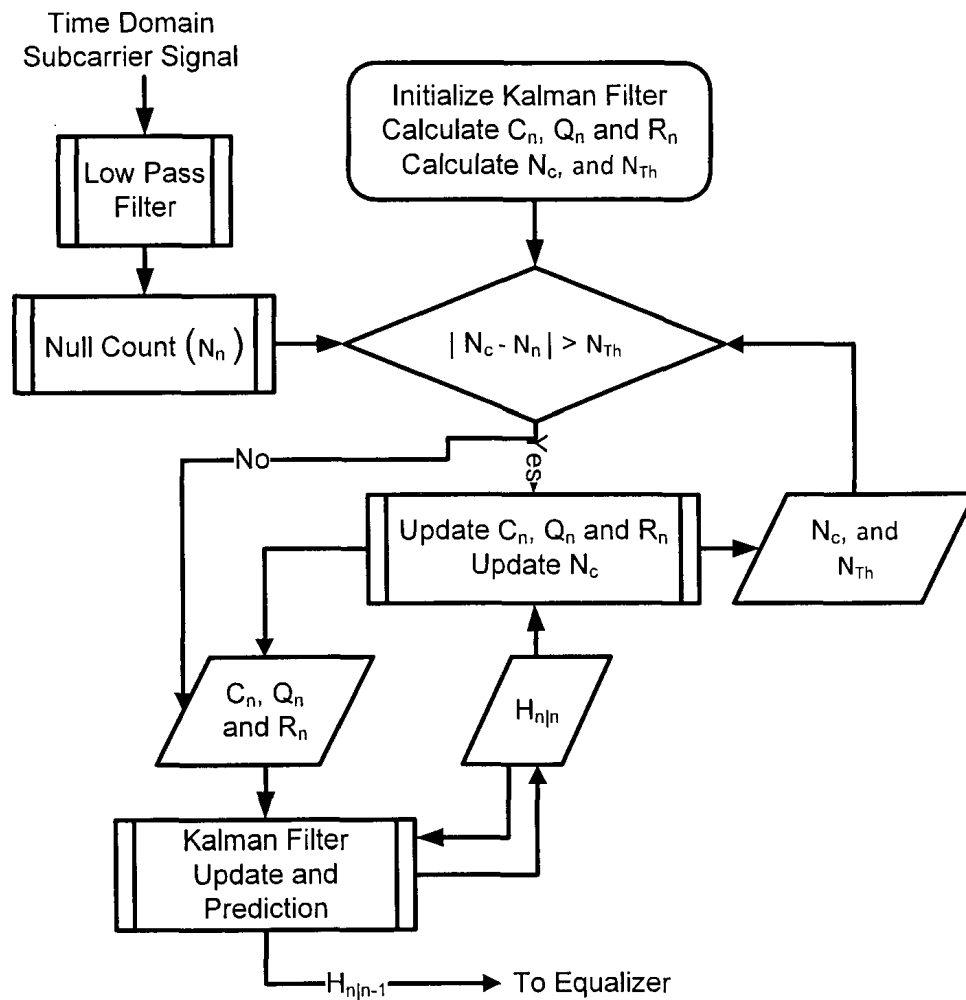 Time Domain
Subcarrier Signal
Initialize Kalman Filter
Calculate Cn, Qn and Rn
Calculate Nc, and NTh
Low Pass
Filter
Null Count (Nn)
| Nc - Nn | > NTh
No
Yes
Update Cn, Qn and Rn
Update Nc
Nc, and
NTh
Cn, Qn
and Rn
Hn|n
Kalman Filter
Update and
Prediction
Hn|n-1
To Equalizer